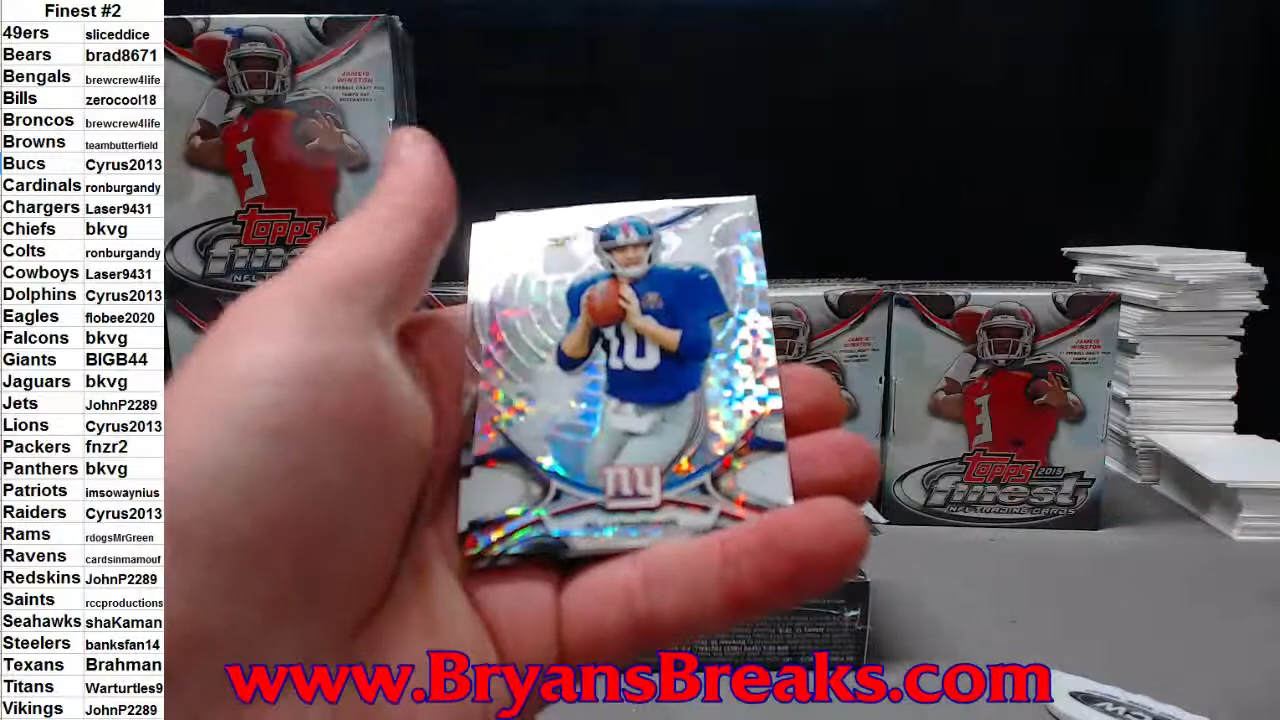 Finest #2
49ers sliceddice
Bears brad8671
Bengals brewcrew4life
Bills zerocool18
Broncos brewcrew4life
Browns teambutterfield
Bucs Cyrus2013
Cardinals ronburgandy
Chargers Laser9431
Chiefs bkvg
Colts ronburgandy
Cowboys Laser9431
Dolphins Cyrus2013
Eagles flobee2020
Falcons bkvg
Giants BIGB44
Jaguars bkvg
Jets JohnP2289
Lions Cyrus2013
Packers fnzr2
Panthers bkvg
Patriots imsowaynius
Raiders Cyrus2013
Rams rdogsMrGreen
Ravens cardsinmamouf
Redskins JohnP2289
Saints rccproductions
Seahawks shaKaman
Steelers banksfan14
Texans Brahman
Titans Warturtles9
Vikings JohnP2289
JAMEIS
WINSTON
3
TOPPS
finest
10
ny
JAMEIS
WINSTON
3
TOPPS 2015
finest
NFL TRADING CARDS
www.BryansBreaks.com